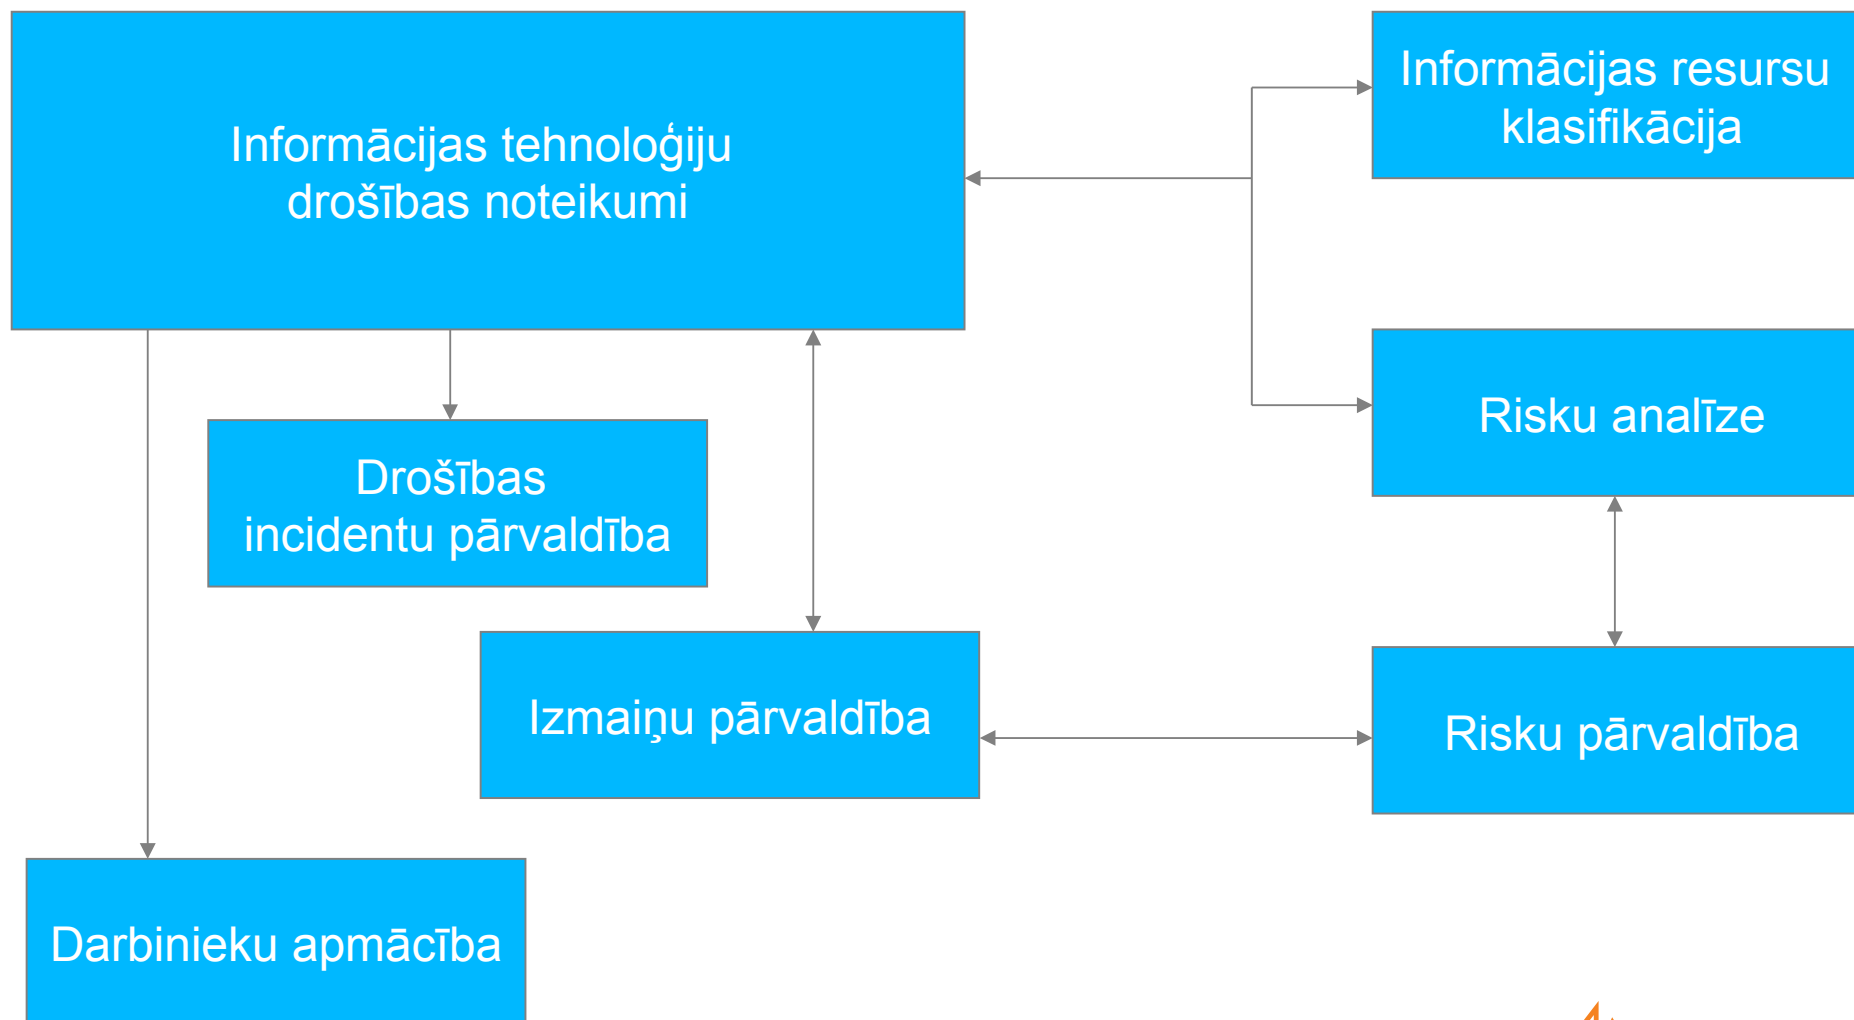 Informācijas tehnoloģiju
drošības noteikumi
Informācijas resursu
klasifikācija
Risku analīze
Drošības
incidentu pārvaldība
Izmaiņu pārvaldība
Risku pārvaldība
Darbinieku apmācība